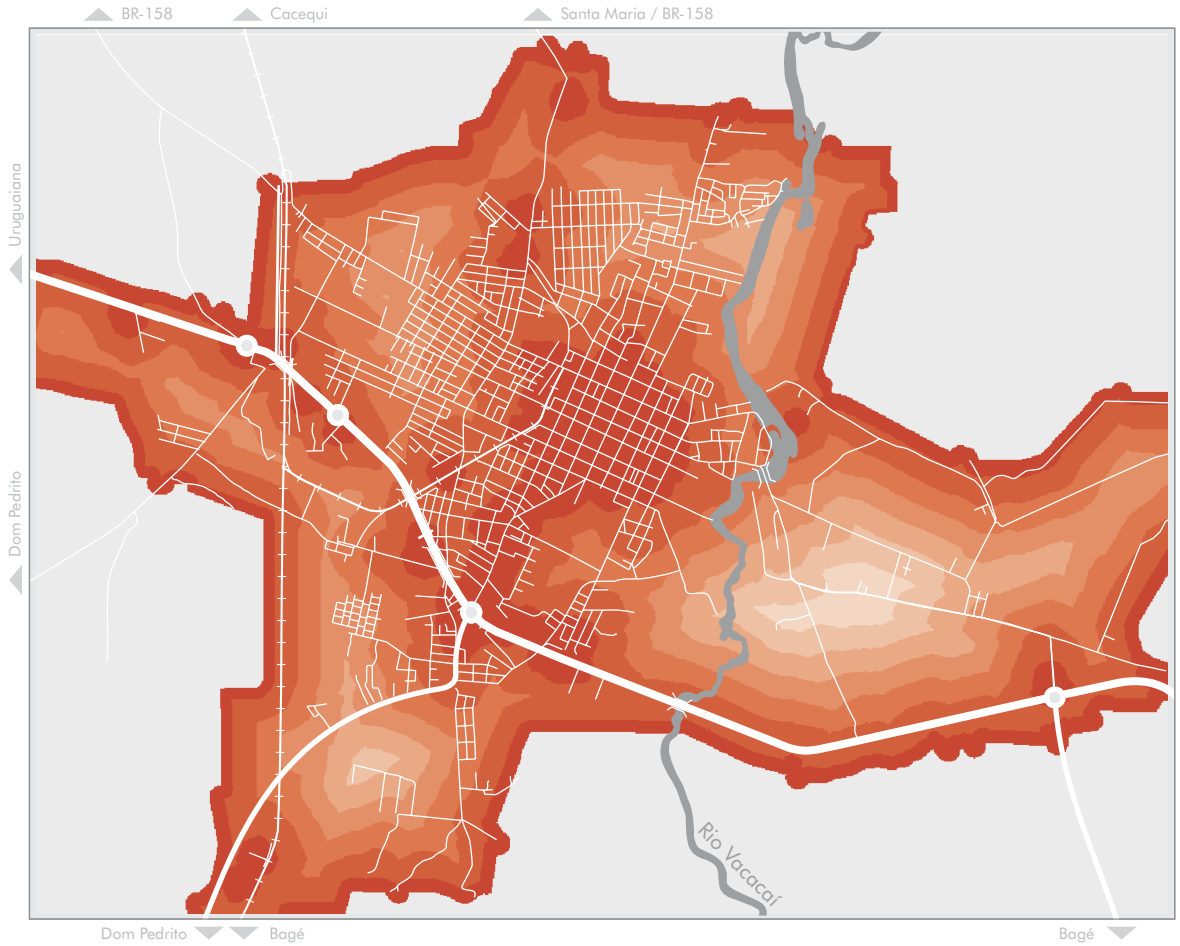 BR-158
Cacequi
Santa Maria / BR-158
Uruguaiana
Dom Pedrito
Rio Vacacaí
Dom Pedrito
Bagé
Bagé